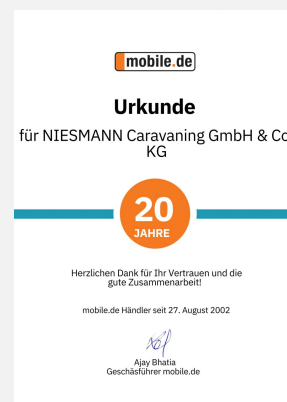 mobile.de
Urkunde
für NIESMANN Caravaning GmbH & Co
KG
20
JAHRE
Herzlichen Dank für Ihr Vertrauen und die
gute Zusammenarbeit!
mobile.de Händler seit 27. August 2002
Ajay Bhatia
Geschäsführer mobile.de